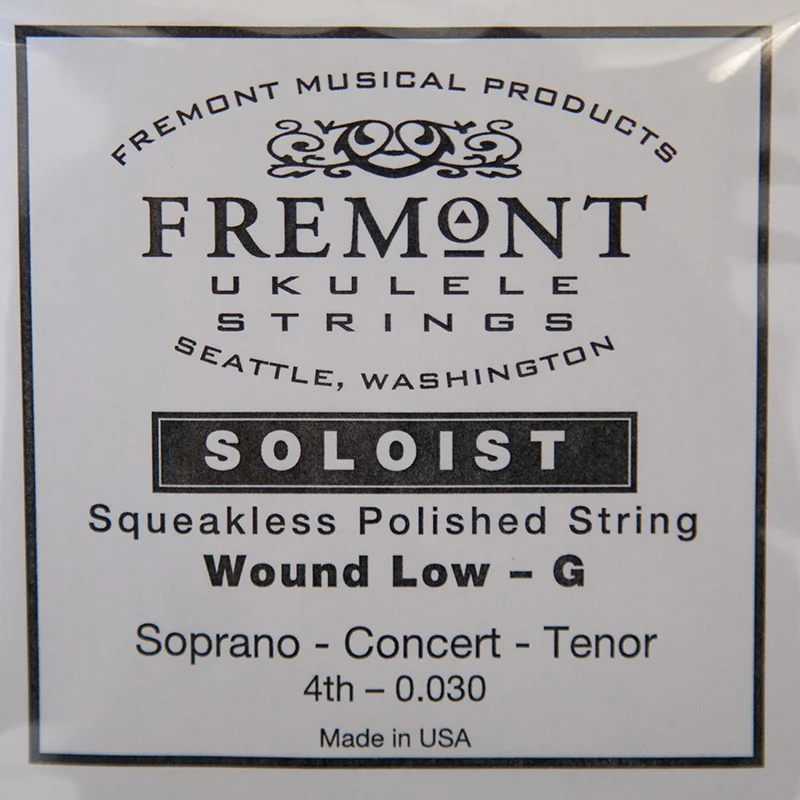 FREMONT MUSICAL PRODUCTS
FREMONT
UKULELE
STRINGS
SEATTLE, WASHINGTON
SOLOIST
Squeakless Polished String
Wound Low – G
Soprano - Concert - Tenor
4th – 0.030
Made in USA